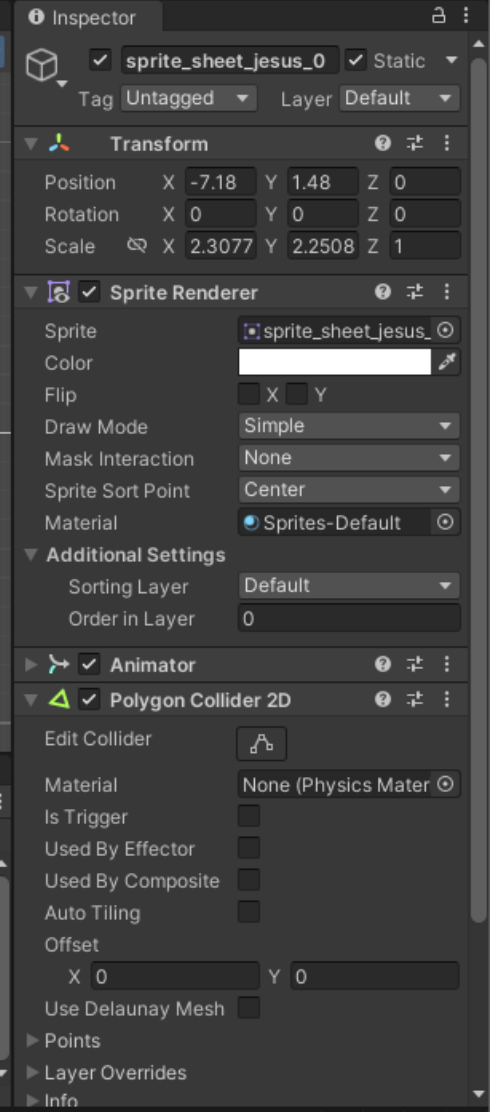 Inspector
sprite_sheet_jesus_0 Static
Tag Untagged Layer Default
Transform
Position X -7.18 Y 1.48 Z 0
Rotation X 0 Y 0 Z 0
Scale X 2.3077 Y 2.2508 Z 1
Sprite Renderer
Sprite sprite_sheet_jesus_
Color
Flip X Y
Draw Mode Simple
Mask Interaction None
Sprite Sort Point Center
Material Sprites-Default
Additional Settings
Sorting Layer Default
Order in Layer 0
Animator
Polygon Collider 2D
Edit Collider
Material None (Physics Mater
Is Trigger
Used By Effector
Used By Composite
Auto Tiling
Offset
X 0 Y 0
Use Delaunay Mesh
Points
Layer Overrides
Info